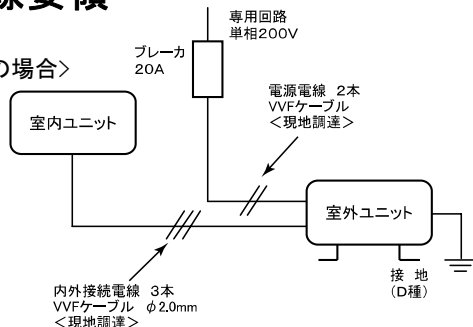 専用回路
単相200V
ブレーカ
20A
の場合＞
電源電線 2本
VVFケーブル
＜現地調達＞
室内ユニット
室外ユニット
接 地
（D種）
内外接続電線 3本
VVFケーブル φ2.0mm
＜現地調達＞